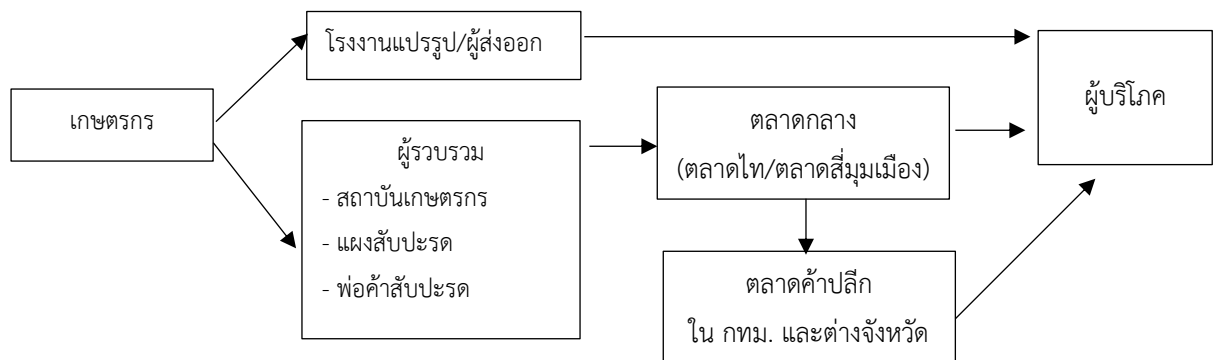 โรงงานแปรรูป/ผู้ส่งออก
เกษตรกร
ผู้รวบรวม
- สถาบันเกษตรกร
- แผงสับปะรด
- พ่อค้าสับปะรด
ตลาดกลาง
(ตลาดไท/ตลาดสี่มุมเมือง)
ตลาดค้าปลีก
ใน กทม. และต่างจังหวัด
ผู้บริโภค